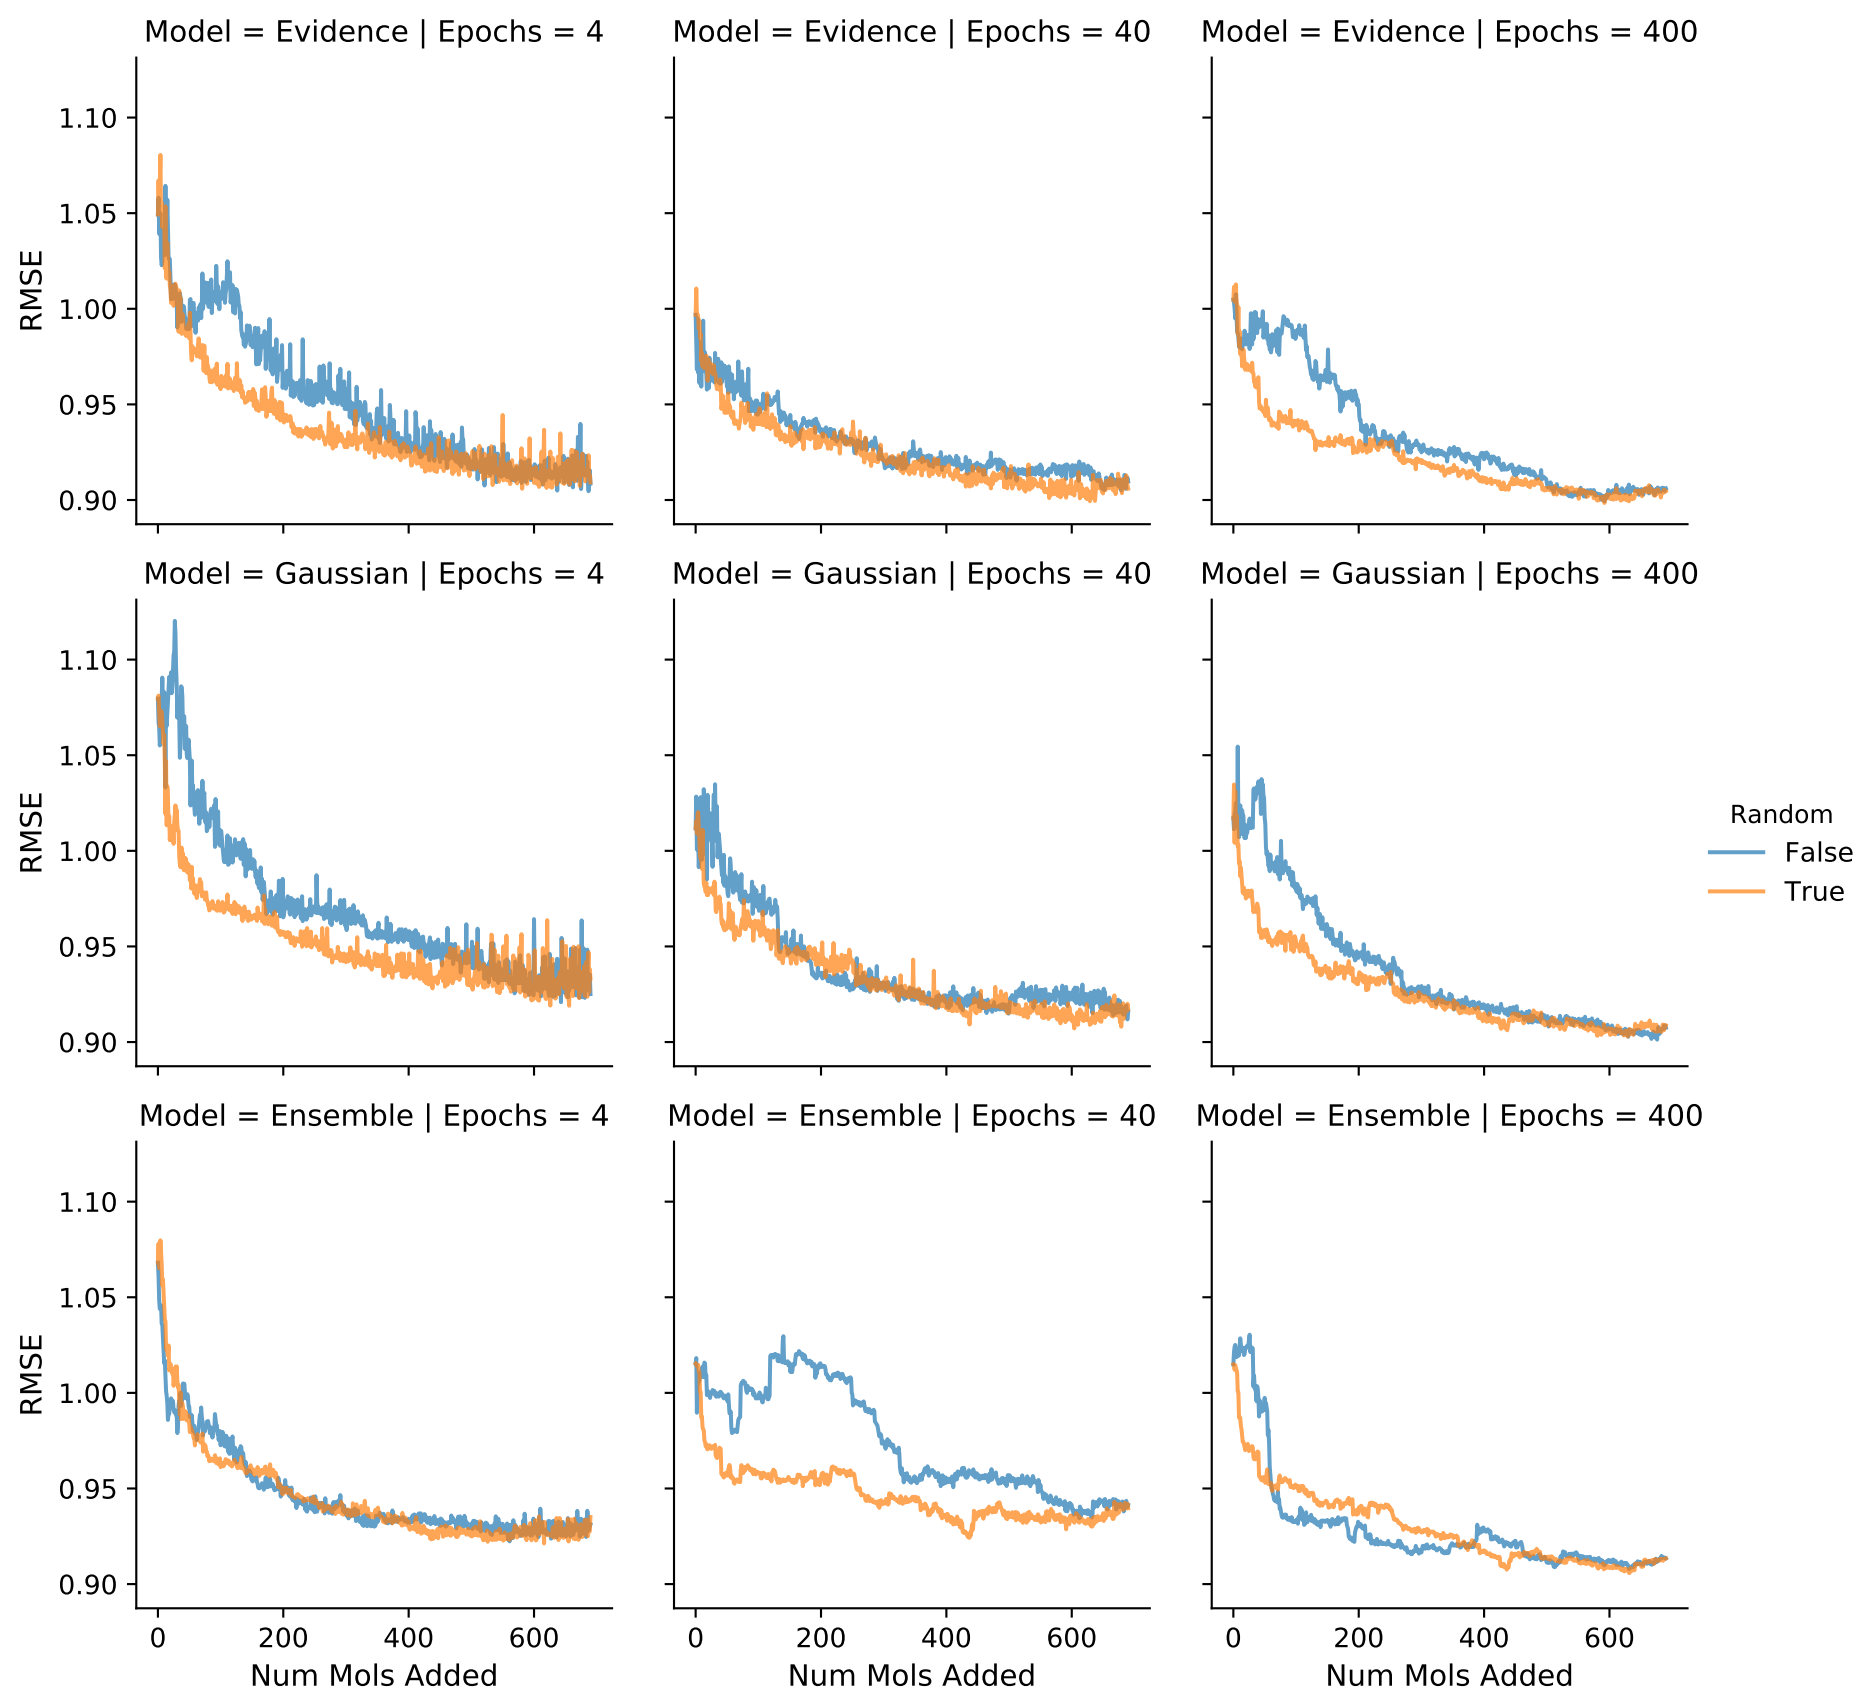 Model = Evidence | Epochs = 4
Model = Evidence | Epochs = 40
Model = Evidence | Epochs = 400
1.10
1.05
1.00
0.95
0.90
RMSE
Model = Gaussian | Epochs = 4
Model = Gaussian | Epochs = 40
Model = Gaussian | Epochs = 400
1.10
1.05
1.00
0.95
0.90
RMSE
Random
False
True
Model = Ensemble | Epochs = 4
Model = Ensemble | Epochs = 40
Model = Ensemble | Epochs = 400
1.10
1.05
1.00
0.95
0.90
RMSE
0 200 400 600
0 200 400 600
0 200 400 600
Num Mols Added
Num Mols Added
Num Mols Added